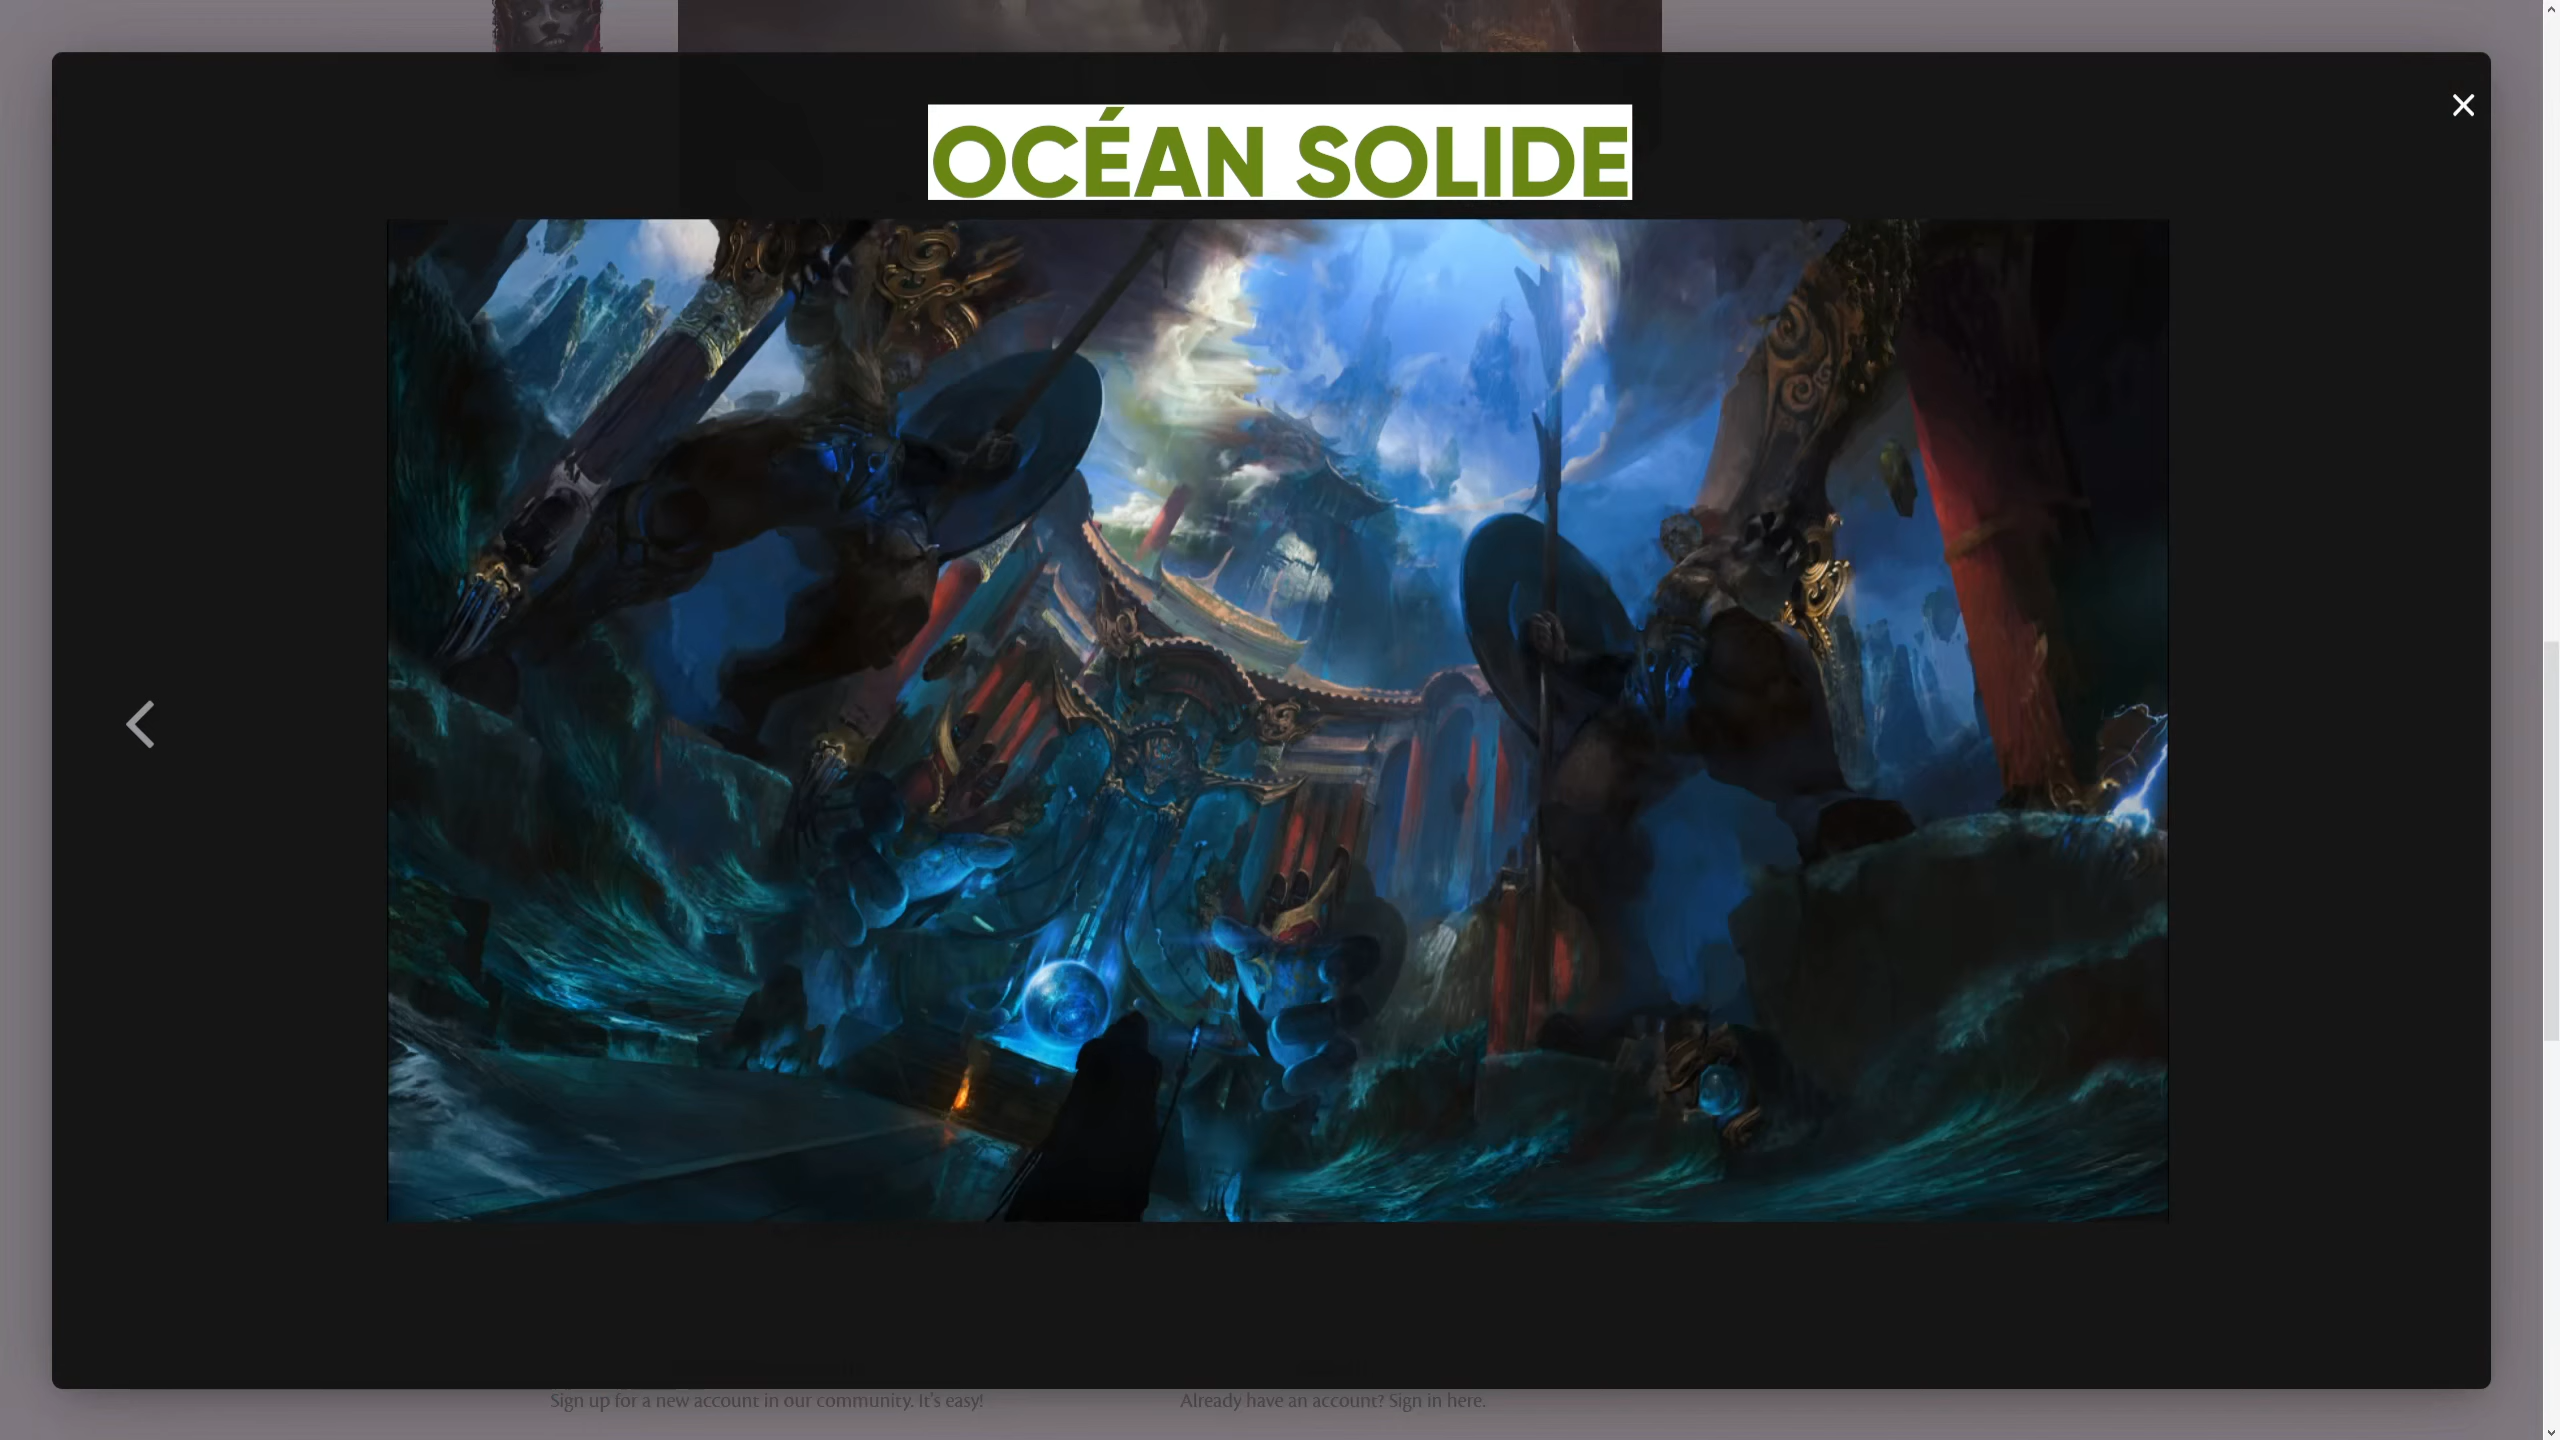 OCÉAN SOLIDE
Sign up for a new account in our community. It's easy!
Already have an account? Sign in here.